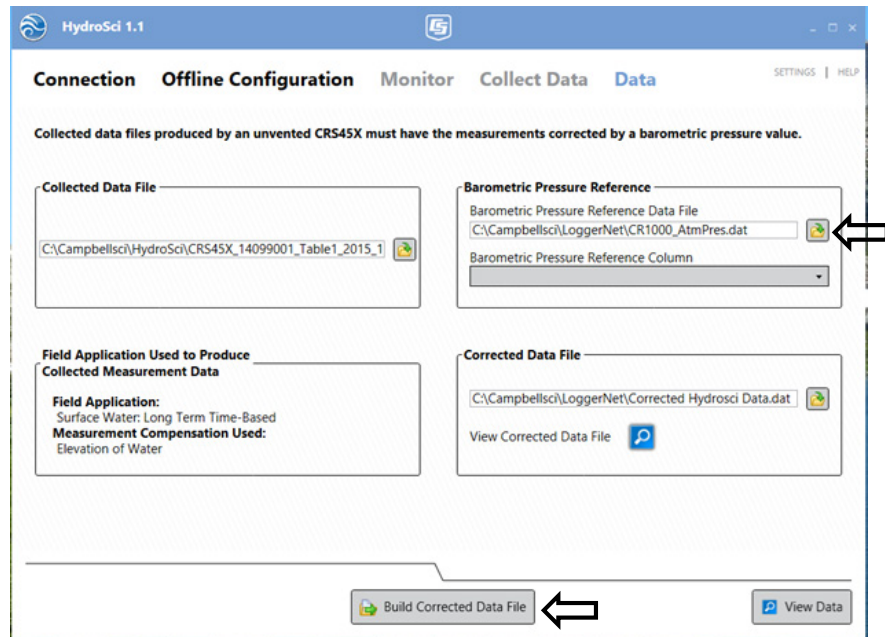 HydroSci 1.1
Connection Offline Configuration Monitor Collect Data Data SETTINGS | HELP
Collected data files produced by an unvented CRS45X must have the measurements corrected by a barometric pressure value.
Collected Data File
C:\Campbellsci\HydroSci\CRS45X_14099001_Table1_2015_1
Barometric Pressure Reference
Barometric Pressure Reference Data File
C:\Campbellsci\LoggerNet\CR1000_AtmPres.dat
Barometric Pressure Reference Column
Field Application Used to Produce
Collected Measurement Data
Field Application:
Surface Water: Long Term Time-Based
Measurement Compensation Used:
Elevation of Water
Corrected Data File
C:\Campbellsci\LoggerNet\Corrected Hydrosci Data.dat
View Corrected Data File
Build Corrected Data File
View Data